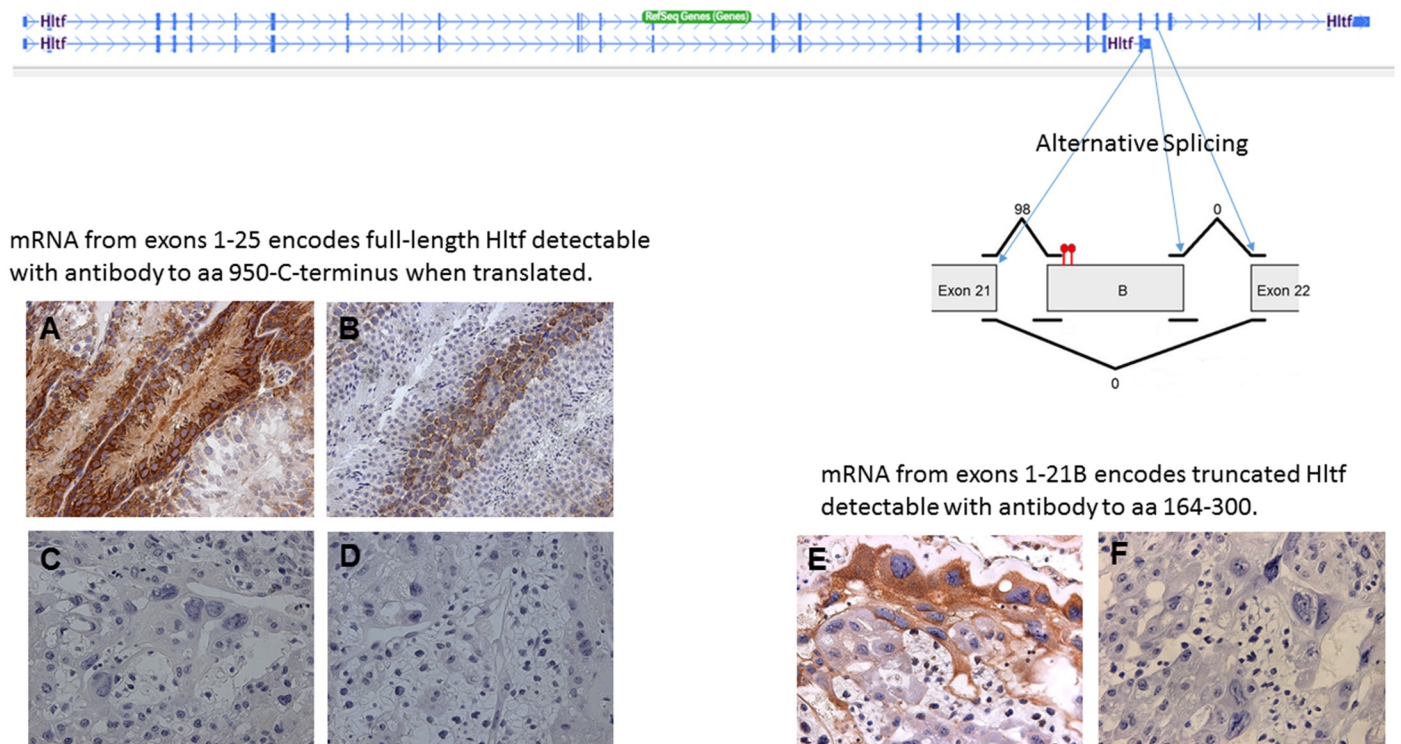 RefSeq Genes (Genes)
Hltf
Hltf
Hltf
Hltf
Alternative Splicing
98
0
Exon 21
B
Exon 22
0
mRNA from exons 1-25 encodes full-length Hltf detectable
with antibody to aa 950-C-terminus when translated.
A
B
C
D
mRNA from exons 1-21B encodes truncated Hltf
detectable with antibody to aa 164-300.
E
F